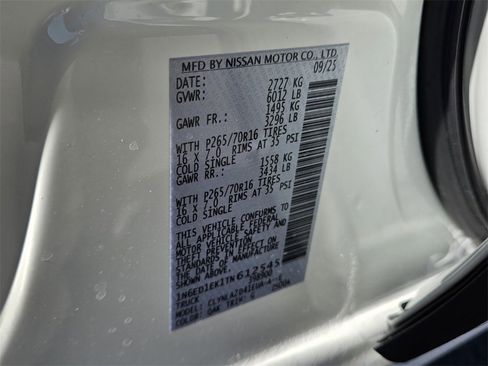 MFD BY NISSAN MOTOR CO., LTD.
DATE: 09/25
GVWR: 2727 KG
6012 LB
GAWR FR.: 1495 KG
3296 LB
WITH P265/70R16 TIRES
16 X 7.0 RIMS AT 35 PSI
COLD SINGLE
GAWR RR.: 1558 KG
3434 LB
WITH P265/70R16 TIRES
16 X 7.0 RIMS AT 35 PSI
COLD SINGLE
THIS VEHICLE CONFORMS TO
ALL APPLICABLE FEDERAL
MOTOR VEHICLE SAFETY AND
THEFT PREVENTION
STANDARDS IN EFFECT ON
THE DATE OF MANUFACTURE
SHOWN ABOVE.
1N6ED1EK1TN612545
TRUCK
COLOR TRIM G